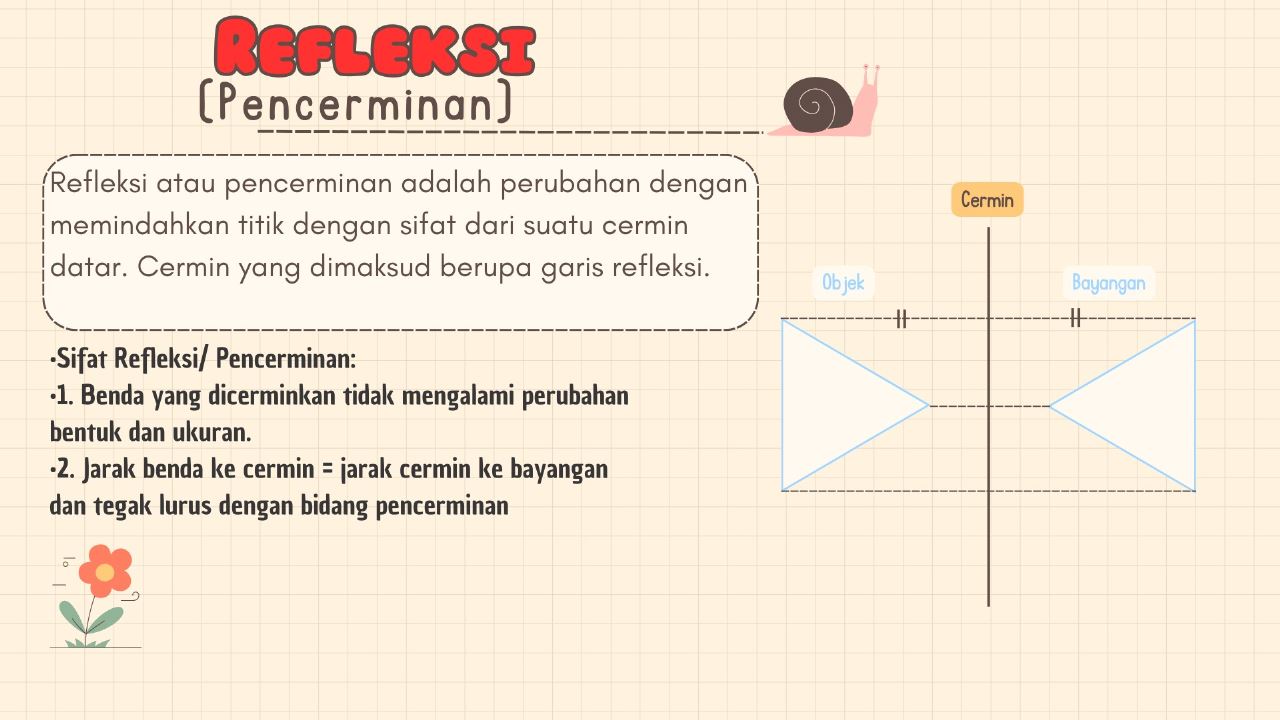 REFLEKSI
(Pencerminan)
Refleksi atau pencerminan adalah perubahan dengan
memindahkan titik dengan sifat dari suatu cermin
datar. Cermin yang dimaksud berupa garis refleksi.
•Sifat Refleksi/ Pencerminan:
•1. Benda yang dicerminkan tidak mengalami perubahan
bentuk dan ukuran.
•2. Jarak benda ke cermin = jarak cermin ke bayangan
dan tegak lurus dengan bidang pencerminan
Cermin
Objek
Bayangan